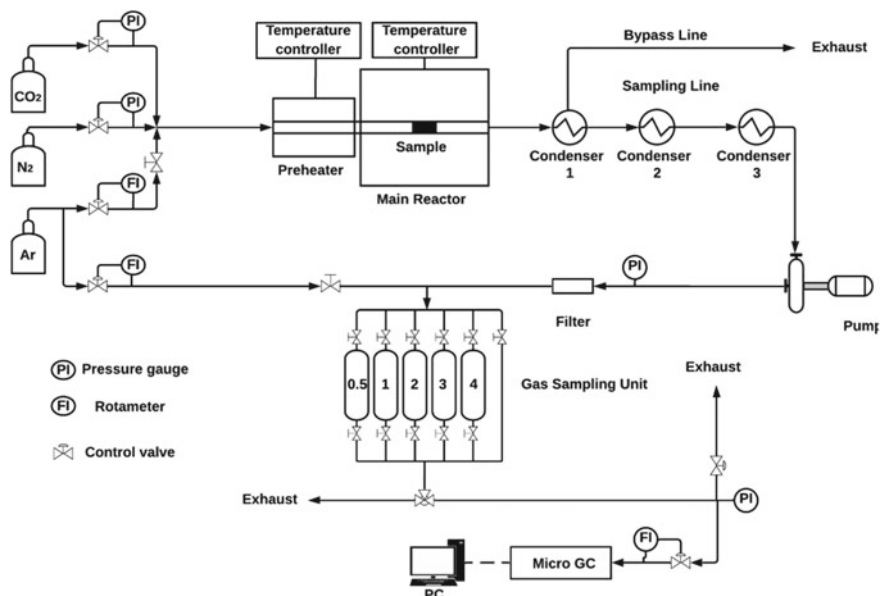 PI
Temperature
controller
Temperature
controller
Bypass Line
Exhaust
CO₂
PI
Sampling Line
N₂
Sample
Condenser
1
Condenser
2
Condenser
3
Preheater
FI
Main Reactor
Ar
FI
PI
Filter
Pump
PI Pressure gauge
0.5
1
2
3
4
Gas Sampling Unit
Exhaust
FI Rotameter
Control valve
Exhaust
PI
FI
Micro GC
PC